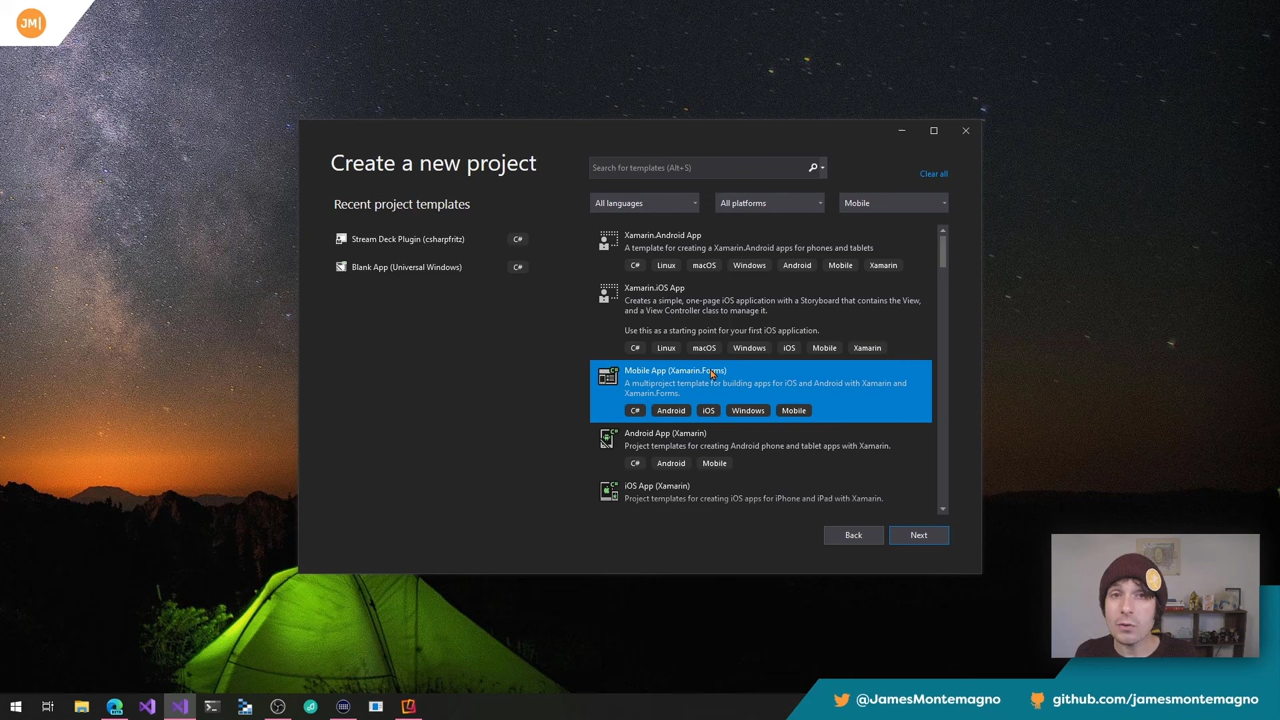 JM|
Create a new project
Search for templates (Alt+S)
Clear all
Recent project templates
All languages
All platforms
Mobile
Stream Deck Plugin (csharpfritz)
C#
Blank App (Universal Windows)
C#
Xamarin.Android App
A template for creating a Xamarin.Android apps for phones and tablets
C# Linux macOS Windows Android Mobile Xamarin
Xamarin.iOS App
Creates a simple, one-page iOS application with a Storyboard that contains the View,
and a View Controller class to manage it.
Use this as a starting point for your first iOS application.
C# Linux macOS Windows iOS Mobile Xamarin
Mobile App (Xamarin.Forms)
A multiproject template for building apps for iOS and Android with Xamarin and
Xamarin.Forms.
C# Android iOS Windows Mobile
Android App (Xamarin)
Project templates for creating Android phone and tablet apps with Xamarin.
C# Android Mobile
iOS App (Xamarin)
Project templates for creating iOS apps for iPhone and iPad with Xamarin.
Back
Next
@JamesMontemagno
github.com/jamesmontemagno